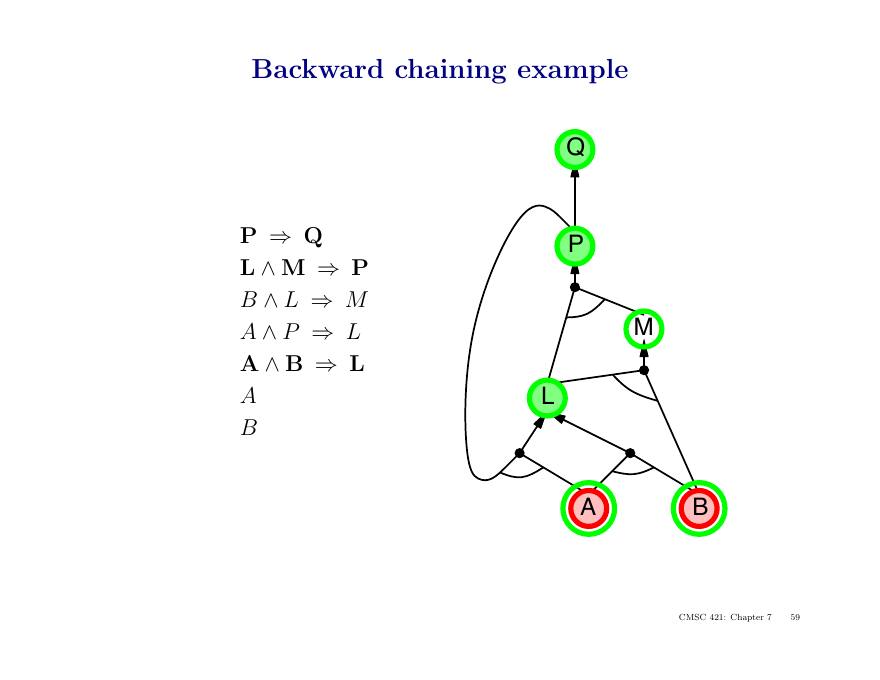 Backward chaining example
P ⇒ Q
L ∧ M ⇒ P
B ∧ L ⇒ M
A ∧ P ⇒ L
A ∧ B ⇒ L
A
B
Q
P
M
L
A
B
CMSC 421: Chapter 7 59